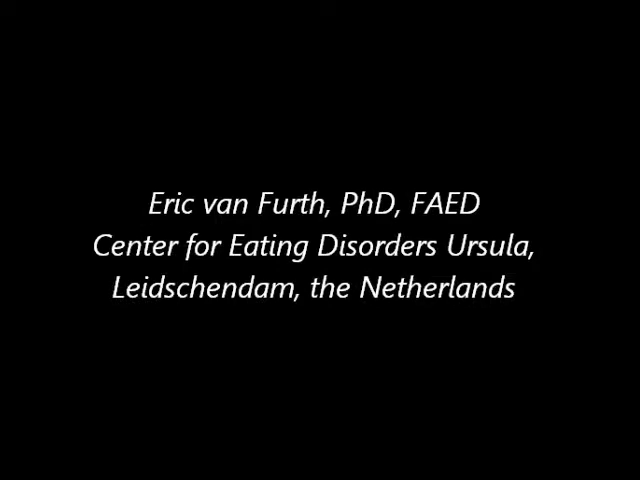 Eric van Furth, PhD, FAED
Center for Eating Disorders Ursula,
Leidschendam, the Netherlands